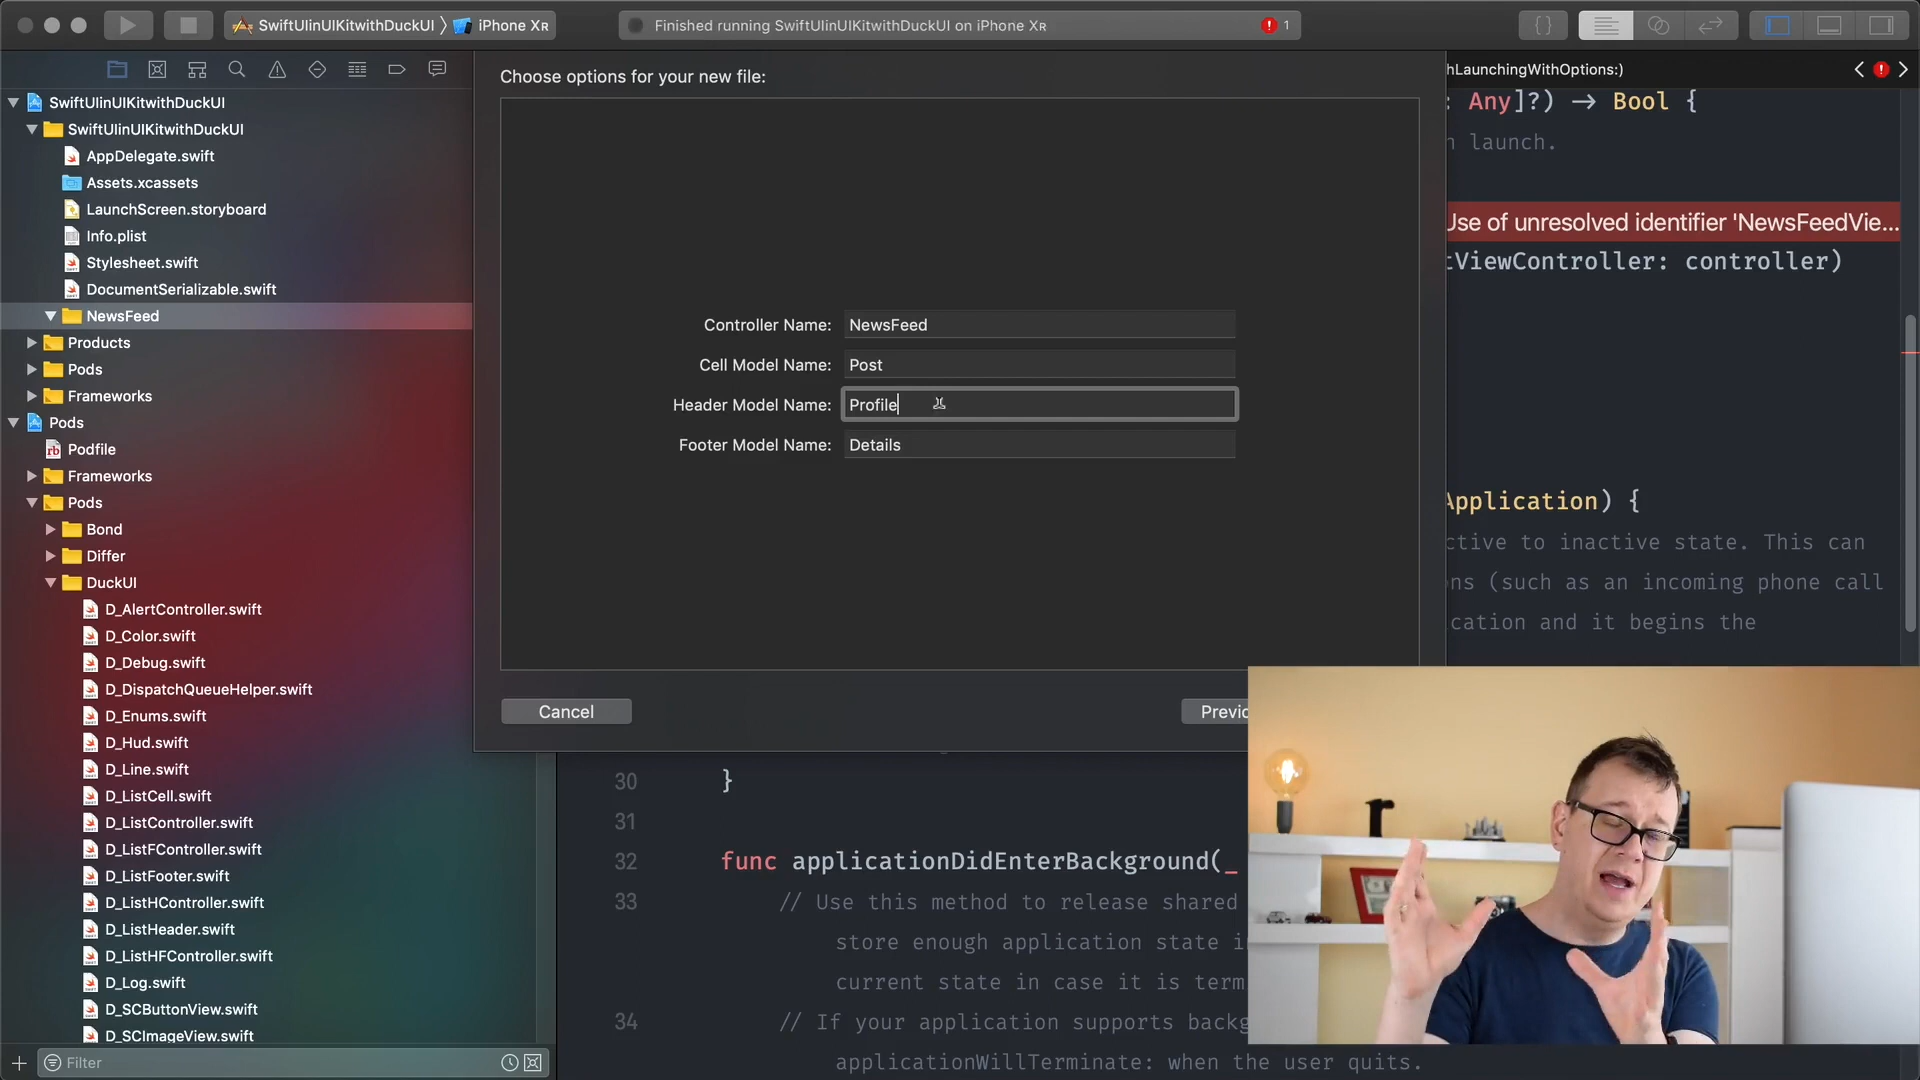 SwiftUIinUIKitwithDuckUI
iPhone XR
Finished running SwiftUIinUIKitwithDuckUI on iPhone XR
1
SwiftUIinUIKitwithDuckUI
SwiftUIinUIKitwithDuckUI
AppDelegate.swift
Assets.xcassets
LaunchScreen.storyboard
Info.plist
Stylesheet.swift
DocumentSerializable.swift
NewsFeed
Products
Pods
Frameworks
Pods
rb Podfile
Frameworks
Pods
Bond
Differ
DuckUI
D_AlertController.swift
D_Color.swift
D_Debug.swift
D_DispatchQueueHelper.swift
D_Enums.swift
D_Hud.swift
D_Line.swift
D_ListCell.swift
D_ListController.swift
D_ListFController.swift
D_ListFooter.swift
D_ListHController.swift
D_ListHeader.swift
D_ListHFController.swift
D_Log.swift
D_SCButtonView.swift
D_SCImageView.swift
Filter
Choose options for your new file:
Controller Name: NewsFeed
Cell Model Name: Post
Header Model Name: Profile
Footer Model Name: Details
Cancel
Previo
hLaunchingWithOptions:)
: Any]?) -> Bool {
n launch.
Use of unresolved identifier 'NewsFeedVie...
tViewController: controller)
Application) {
ctive to inactive state. This can
ons (such as an incoming phone call
cation and it begins the
30 }
31
32 func applicationDidEnterBackground(_
33 // Use this method to release shared
store enough application state i
current state in case it is term
34 // If your application supports backg
applicationWillTerminate: when the user quits.